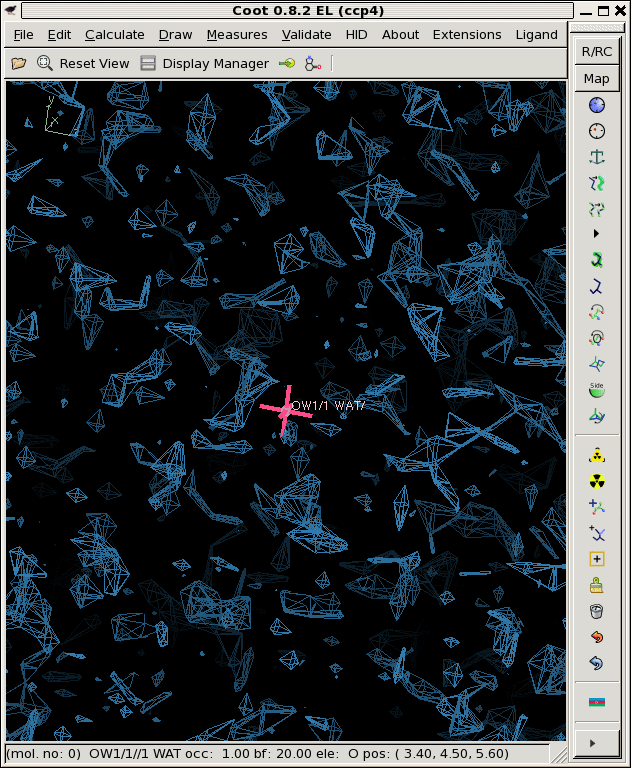 Coot 0.8.2 EL (ccp4)
File Edit Calculate Draw Measures Validate HID About Extensions Ligand
R/RC
Reset View Display Manager
Map
y
x
Side
OW1/1 WAT/
(mol. no: 0) OW1/1//1 WAT occ: 1.00 bf: 20.00 ele: O pos: ( 3.40, 4.50, 5.60)